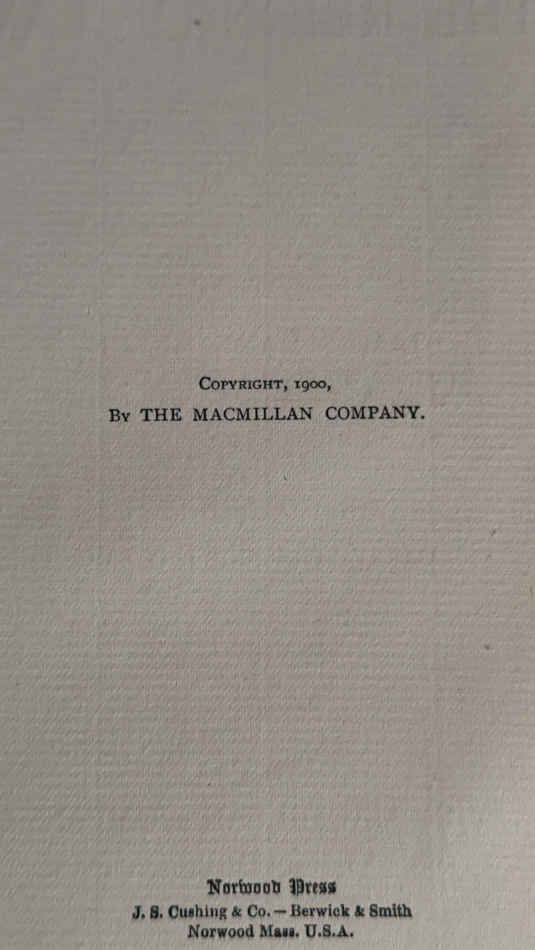 Copyright, 1900,
By THE MACMILLAN COMPANY.
Norwood Press
J. S. Cushing & Co. — Berwick & Smith
Norwood Mass. U.S.A.